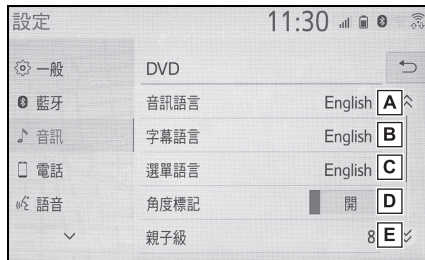 設定 11:30
一般 DVD
藍牙 音訊語言 English A
音訊 字幕語言 English B
電話 選單語言 English C
語音 角度標記 開 D
親子級 8 E